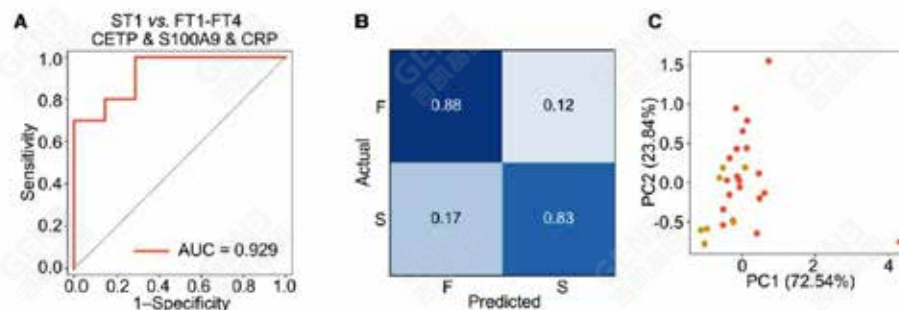 A
ST1 vs. FT1-FT4
CETP & S100A9 & CRP
1.0
0.8
0.6
0.4
0.2
0.0
Sensitivity
AUC = 0.929
0.0 0.2 0.4 0.6 0.8 1.0
1–Specificity
B
Actual
F
S
0.88 0.12
0.17 0.83
F S
Predicted
C
PC2 (23.84%)
1.5
1.0
0.5
0.0
-0.5
0 2 4
PC1 (72.54%)